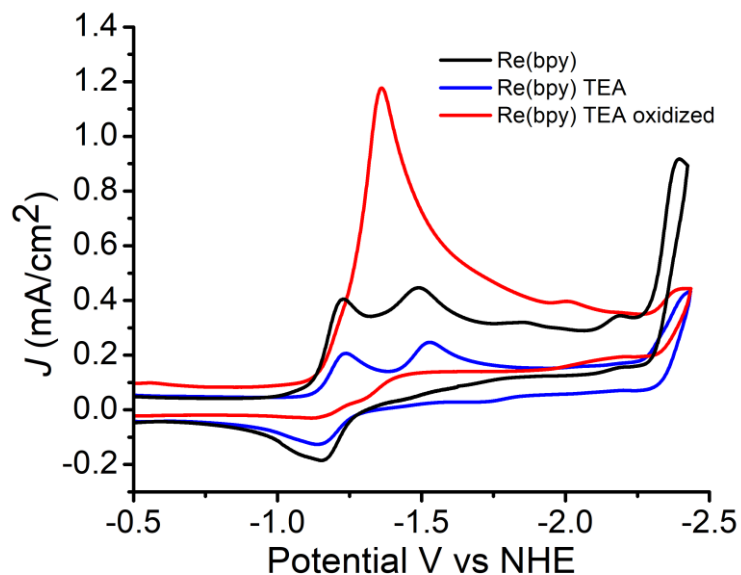 1.4
1.2
1.0
0.8
0.6
0.4
0.2
0.0
-0.2
J (mA/cm²)
Re(bpy)
Re(bpy) TEA
Re(bpy) TEA oxidized
-0.5 -1.0 -1.5 -2.0 -2.5
Potential V vs NHE